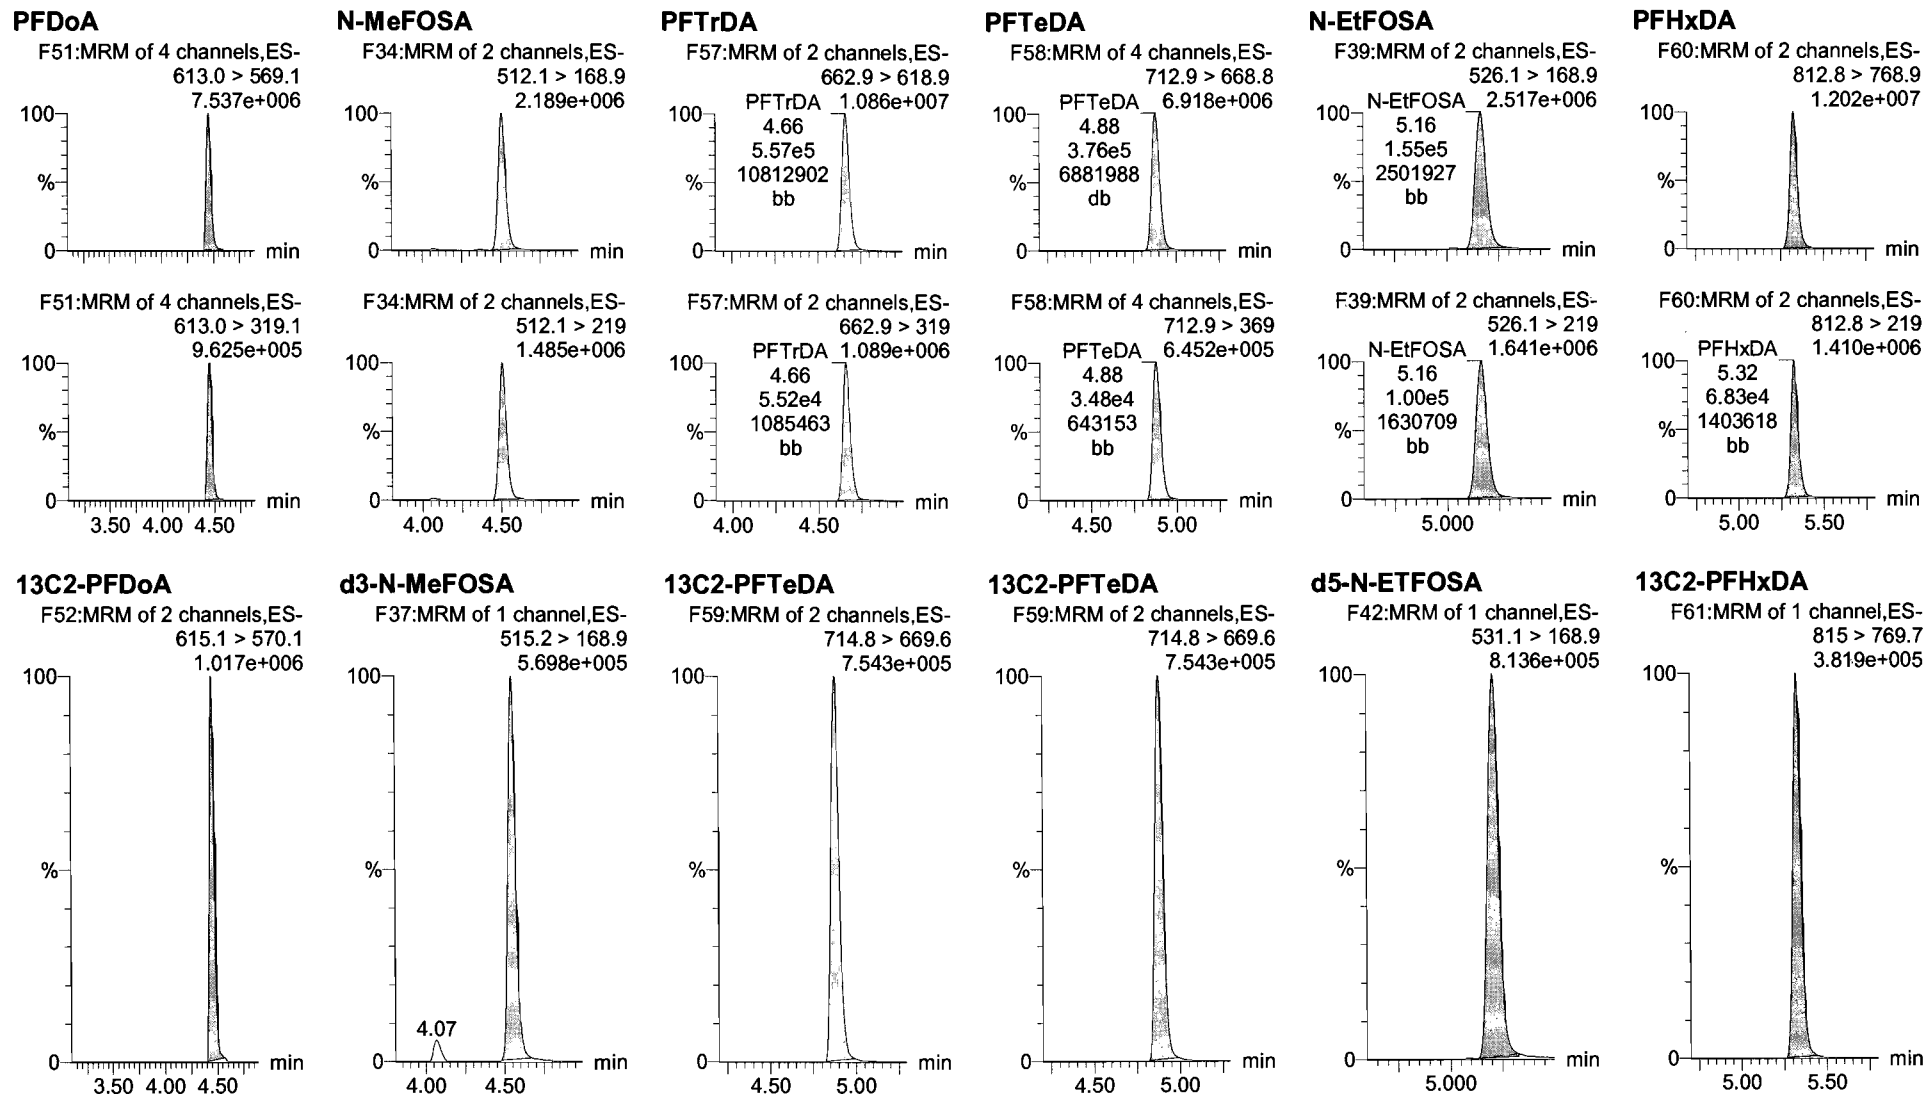 PFDoA
F51:MRM of 4 channels,ES-
613.0 > 569.1
7.537e+006
100
%
0
min
N-MeFOSA
F34:MRM of 2 channels,ES-
512.1 > 168.9
2.189e+006
100
%
0
min
PFTrDA
F57:MRM of 2 channels,ES-
662.9 > 618.9
PFTrDA 1.086e+007
100
4.66
5.57e5
10812902
bb
%
0
min
PFTeDA
F58:MRM of 4 channels,ES-
712.9 > 668.8
PFTeDA 6.918e+006
100
4.88
3.76e5
6881988
db
%
0
min
N-EtFOSA
F39:MRM of 2 channels,ES-
526.1 > 168.9
N-EtFOSA 2.517e+006
100
5.16
1.55e5
2501927
bb
%
0
min
PFHxDA
F60:MRM of 2 channels,ES-
812.8 > 768.9
1.202e+007
100
%
0
min
F51:MRM of 4 channels,ES-
613.0 > 319.1
9.625e+005
100
%
0
min
3.50 4.00 4.50
F34:MRM of 2 channels,ES-
512.1 > 219
1.485e+006
100
%
0
min
4.00 4.50
F57:MRM of 2 channels,ES-
662.9 > 319
PFTrDA 1.089e+006
100
4.66
5.52e4
1085463
bb
%
0
min
4.00 4.50
F58:MRM of 4 channels,ES-
712.9 > 369
PFTeDA 6.452e+005
100
4.88
3.48e4
643153
bb
%
0
min
4.50 5.00
F39:MRM of 2 channels,ES-
526.1 > 219
N-EtFOSA 1.641e+006
100
5.16
1.00e5
1630709
bb
%
0
min
5.000
F60:MRM of 2 channels,ES-
812.8 > 219
PFHxDA 1.410e+006
100
5.32
6.83e4
1403618
bb
%
0
min
5.00 5.50
13C2-PFDoA
F52:MRM of 2 channels,ES-
615.1 > 570.1
1.017e+006
100
%
0
min
3.50 4.00 4.50
d3-N-MeFOSA
F37:MRM of 1 channel,ES-
515.2 > 168.9
5.698e+005
100
%
4.07
0
min
4.00 4.50
13C2-PFTeDA
F59:MRM of 2 channels,ES-
714.8 > 669.6
7.543e+005
100
%
0
min
4.50 5.00
13C2-PFTeDA
F59:MRM of 2 channels,ES-
714.8 > 669.6
7.543e+005
100
%
0
min
4.50 5.00
d5-N-ETFOSA
F42:MRM of 1 channel,ES-
531.1 > 168.9
8.136e+005
100
%
0
min
5.000
13C2-PFHxDA
F61:MRM of 1 channel,ES-
815 > 769.7
3.819e+005
100
%
0
min
5.00 5.50